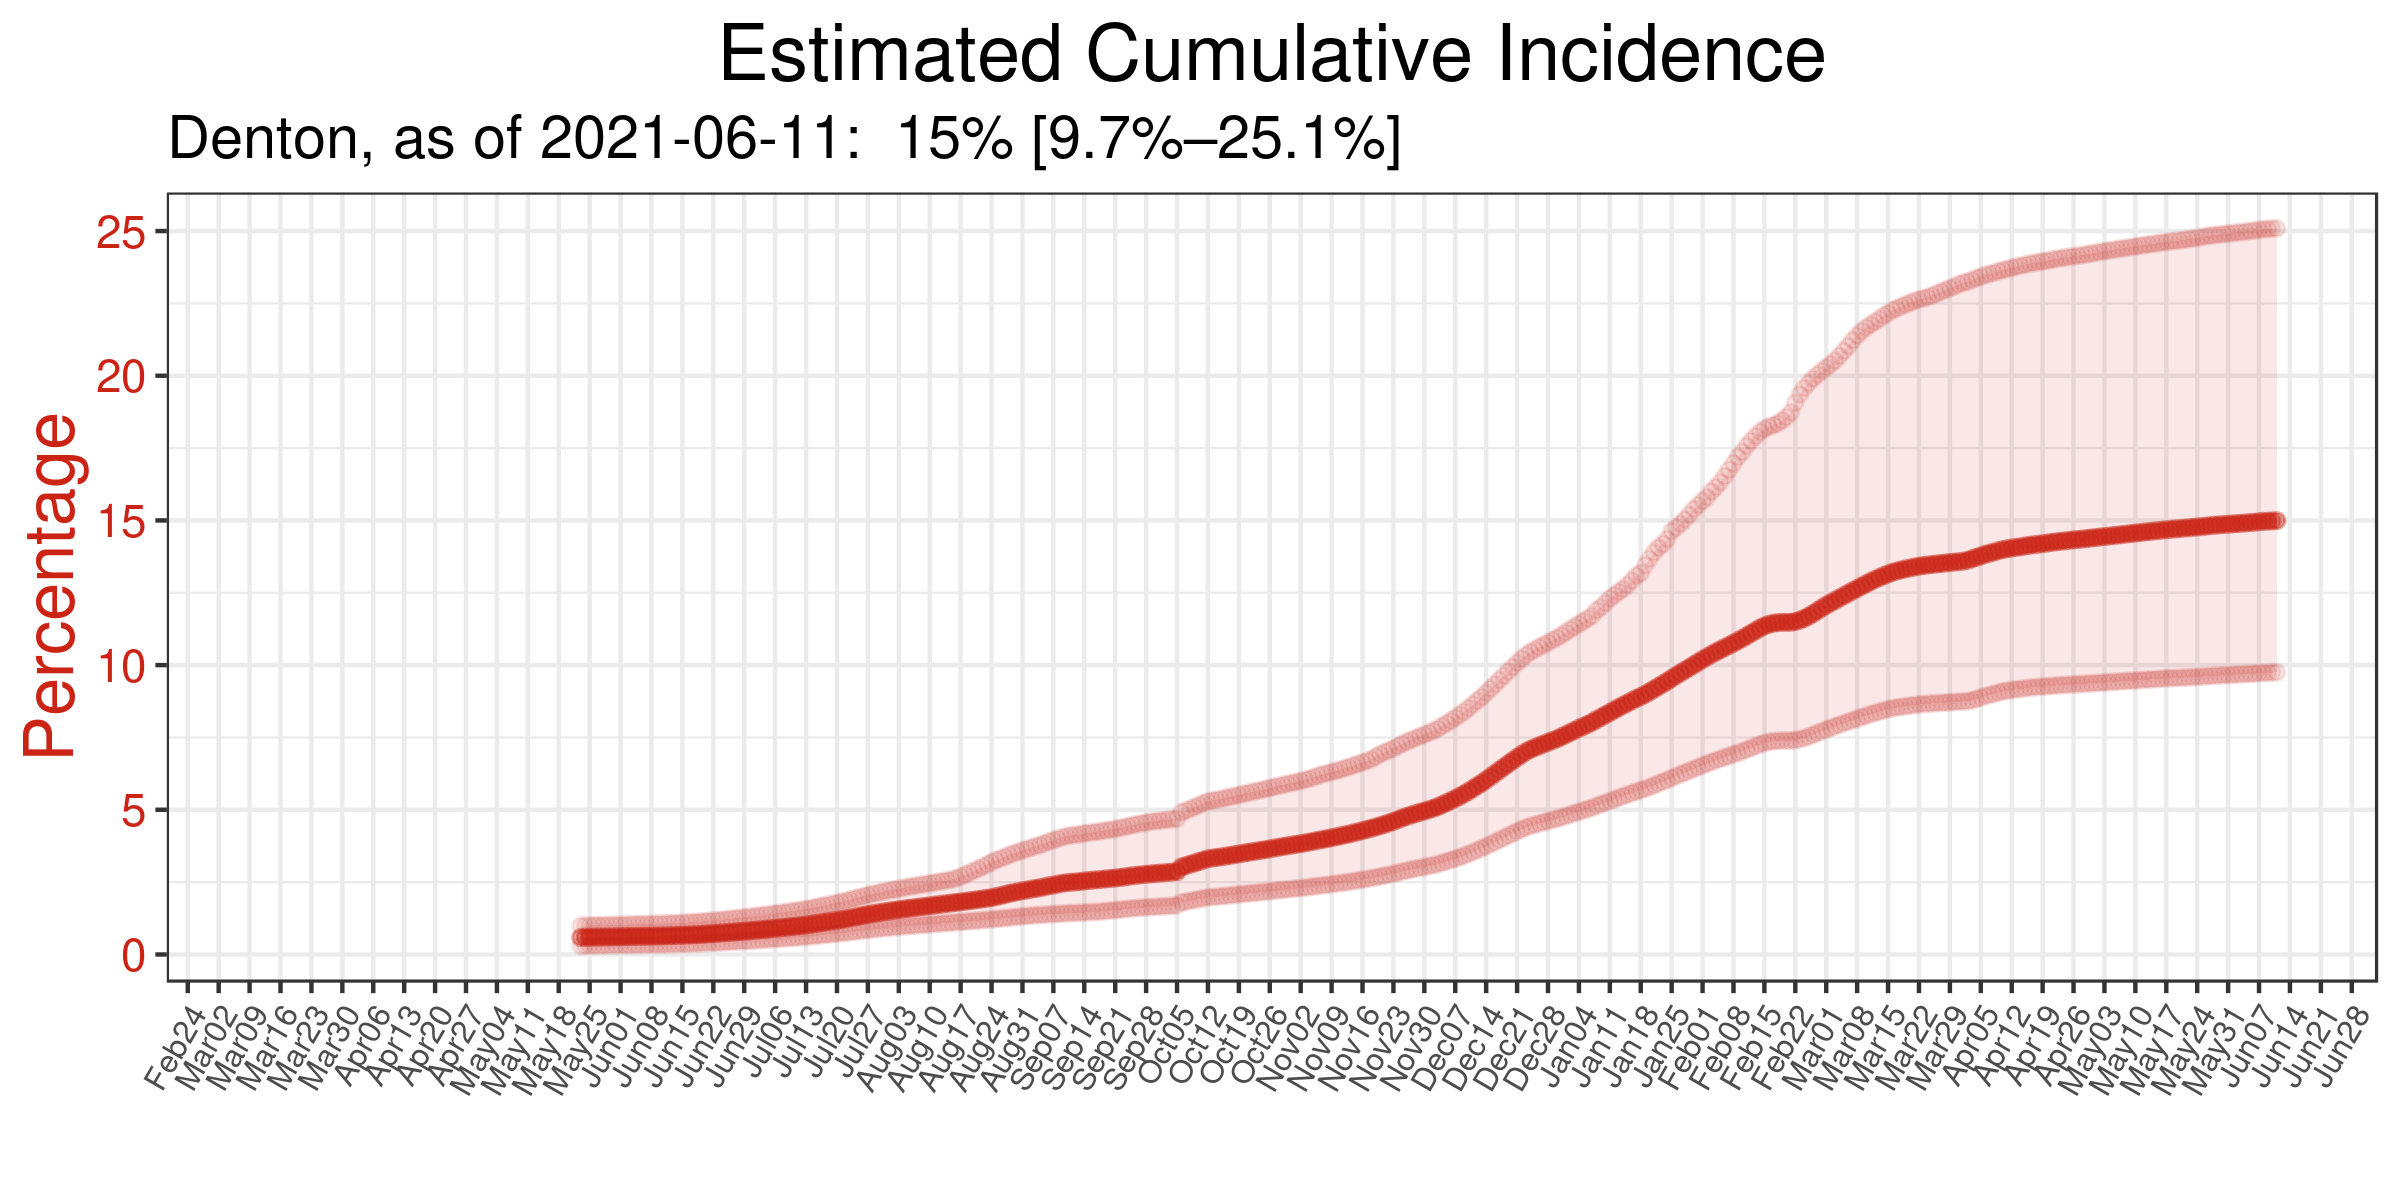 Estimated Cumulative Incidence
Denton, as of 2021-06-11: 15% [9.7%–25.1%]
Percentage
25
20
15
10
5
0
Feb24
Mar02
Mar09
Mar16
Mar23
Mar30
Apr06
Apr13
Apr20
Apr27
May04
May11
May18
May25
Jun01
Jun08
Jun15
Jun22
Jun29
Jul06
Jul13
Jul20
Jul27
Aug03
Aug10
Aug17
Aug24
Aug31
Sep07
Sep14
Sep21
Sep28
Oct05
Oct12
Oct19
Oct26
Nov02
Nov09
Nov16
Nov23
Nov30
Dec07
Dec14
Dec21
Dec28
Jan04
Jan11
Jan18
Jan25
Feb01
Feb08
Feb15
Feb22
Mar01
Mar08
Mar15
Mar22
Mar29
Apr05
Apr12
Apr19
Apr26
May03
May10
May17
May24
May31
Jun07
Jun14
Jun21
Jun28